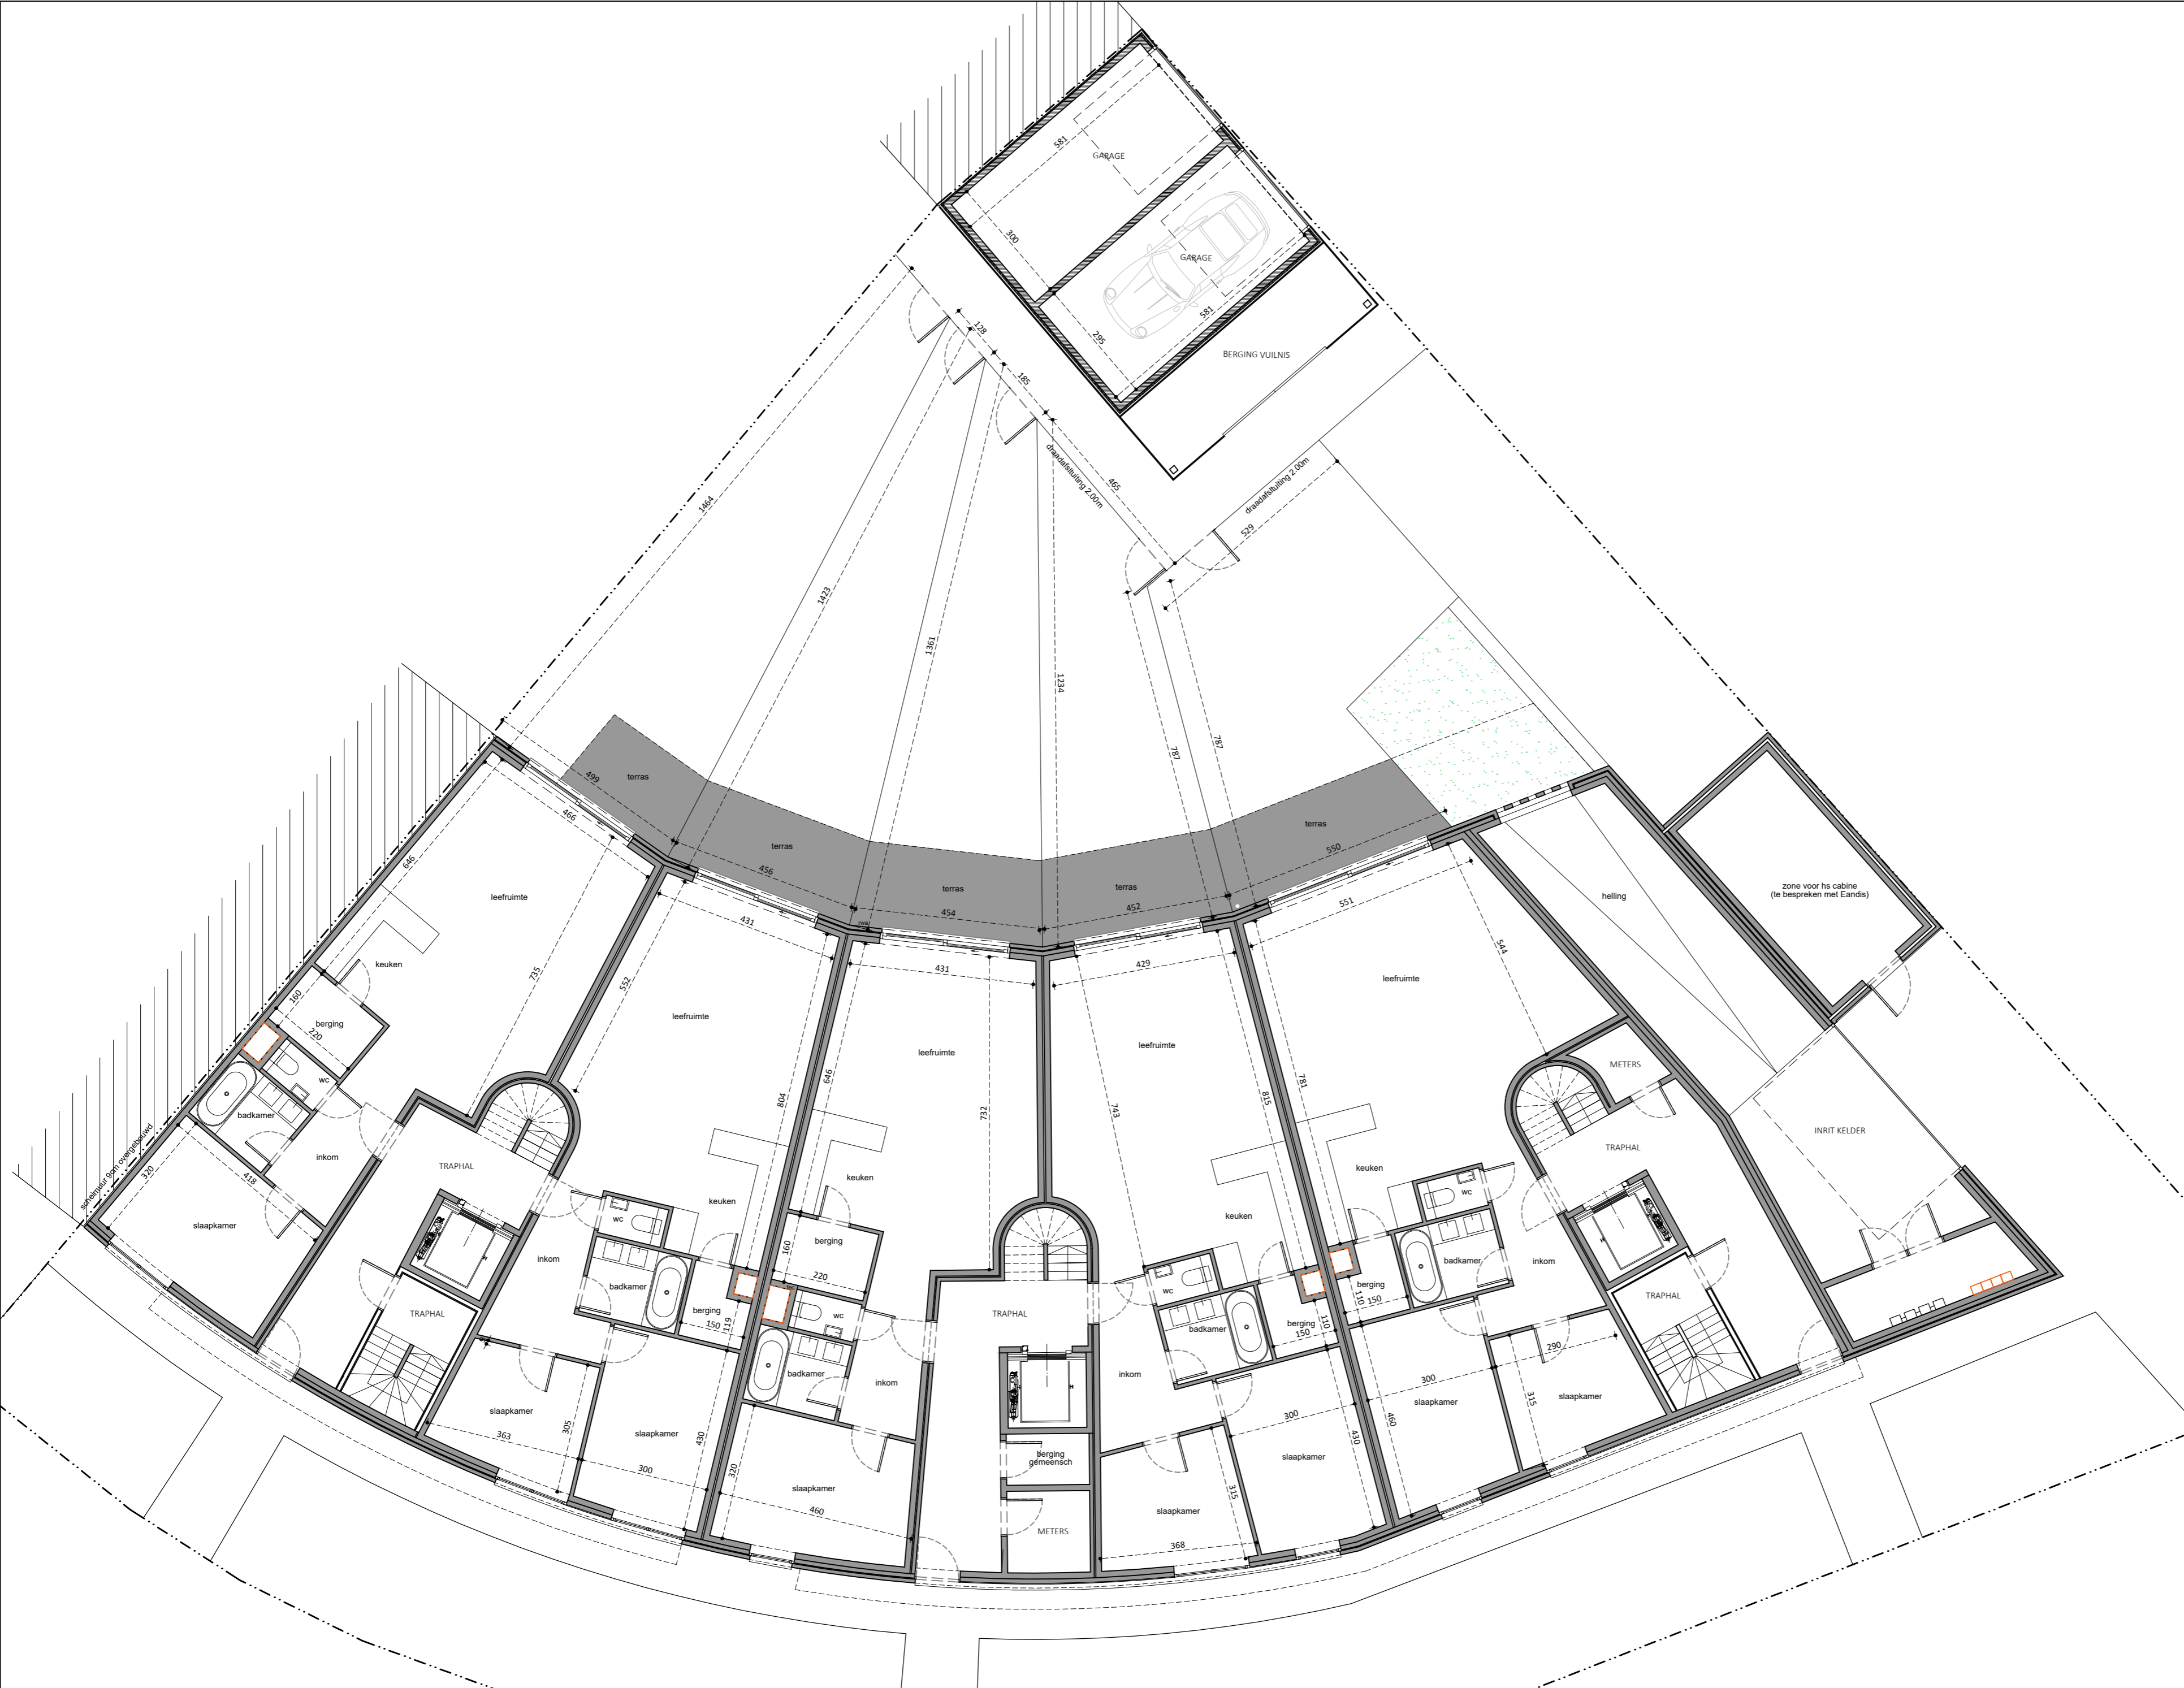 GARAGE
581
300
GARAGE
581
295
BERGING VUILNIS
128
185
465
draadafsluiting 2.00m
draadafsluiting 2.00m
529
1464
1423
1361
1234
787
787
499
terras
466
456
terras
431
454
terras
431
452
terras
429
550
terras
551
646
leefruimte
keuken
735
160
berging
220
wc
badkamer
inkom
scheimuur 9cm overgebouwd
320
418
slaapkamer
TRAPHAL
TRAPHAL
552
leefruimte
804
keuken
wc
inkom
badkamer
berging
150
119
slaapkamer
363
305
slaapkamer
300
430
leefruimte
646
732
keuken
160
berging
220
wc
badkamer
inkom
320
slaapkamer
460
TRAPHAL
H
berging
gemeensch
METERS
leefruimte
743
815
keuken
wc
badkamer
berging
150
110
inkom
300
slaapkamer
430
315
slaapkamer
368
leefruimte
544
781
keuken
wc
badkamer
berging
110
150
inkom
300
slaapkamer
460
290
315
slaapkamer
METERS
TRAPHAL
H
TRAPHAL
helling
zone voor hs cabine
(te bespreken met Eandis)
INRIT KELDER